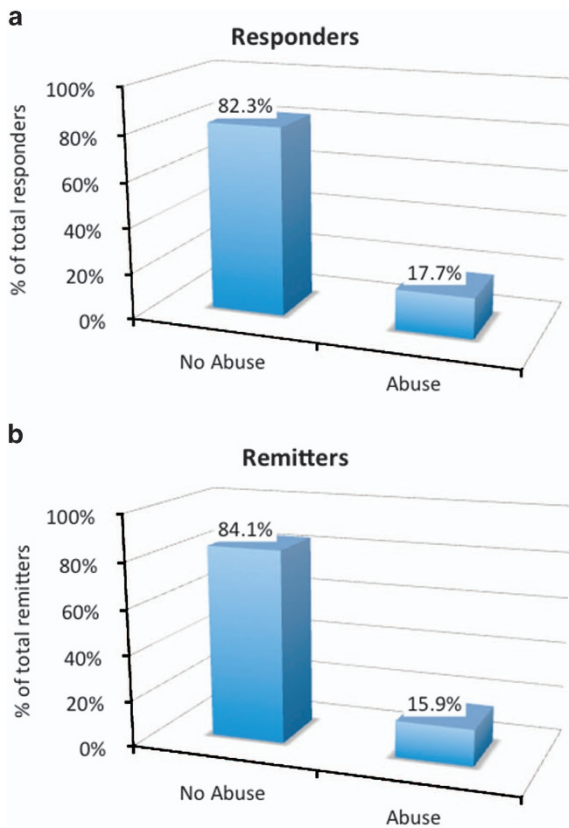 a
Responders
% of total responders
100%
80%
60%
40%
20%
0%
82.3%
17.7%
No Abuse
Abuse
b
Remitters
% of total remitters
100%
80%
60%
40%
20%
0%
84.1%
15.9%
No Abuse
Abuse